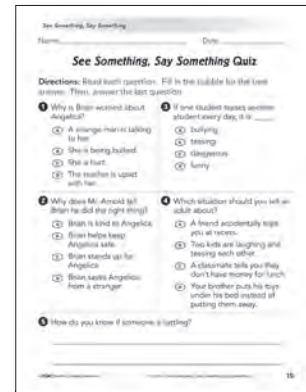 See Something, Say Something
Name Date
See Something, Say Something Quiz
Directions: Read each question. Fill in the bubble for the best
answer. Then, answer the last question.
1 Why is Brian worried about
Angelica?
A A strange man is talking
to her.
B She is being bullied.
C She is hurt.
D The teacher is upset
with her.
2 Why does Mr. Arnold tell
Brian he did the right thing?
A Brian is kind to Angelica.
B Brian helps keep
Angelica safe.
C Brian stands up for
Angelica.
D Brian saves Angelica
from a stranger.
3 If one student teases another
student every day, it is
A bullying
B teasing
C dangerous
D funny
4 Which situation should you tell an
adult about?
A A friend accidentally trips
you at recess.
B Two kids are laughing and
teasing each other.
C A classmate tells you they
don't have money for lunch.
D Your brother puts his toys
under his bed instead of
putting them away.
5 How do you know if someone is tattling?
15